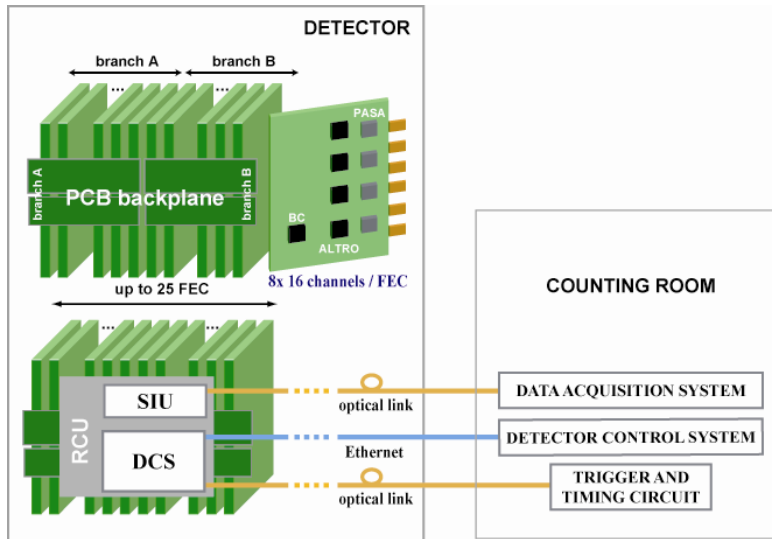 DETECTOR
branch A
branch B
...
...
PASA
branch A
PCB backplane
branch B
BC
ALTRO
8x 16 channels / FEC
up to 25 FEC
COUNTING ROOM
...
...
RCU
SIU
DATA ACQUISITION SYSTEM
optical link
DCS
DETECTOR CONTROL SYSTEM
Ethernet
TRIGGER AND
TIMING CIRCUIT
optical link